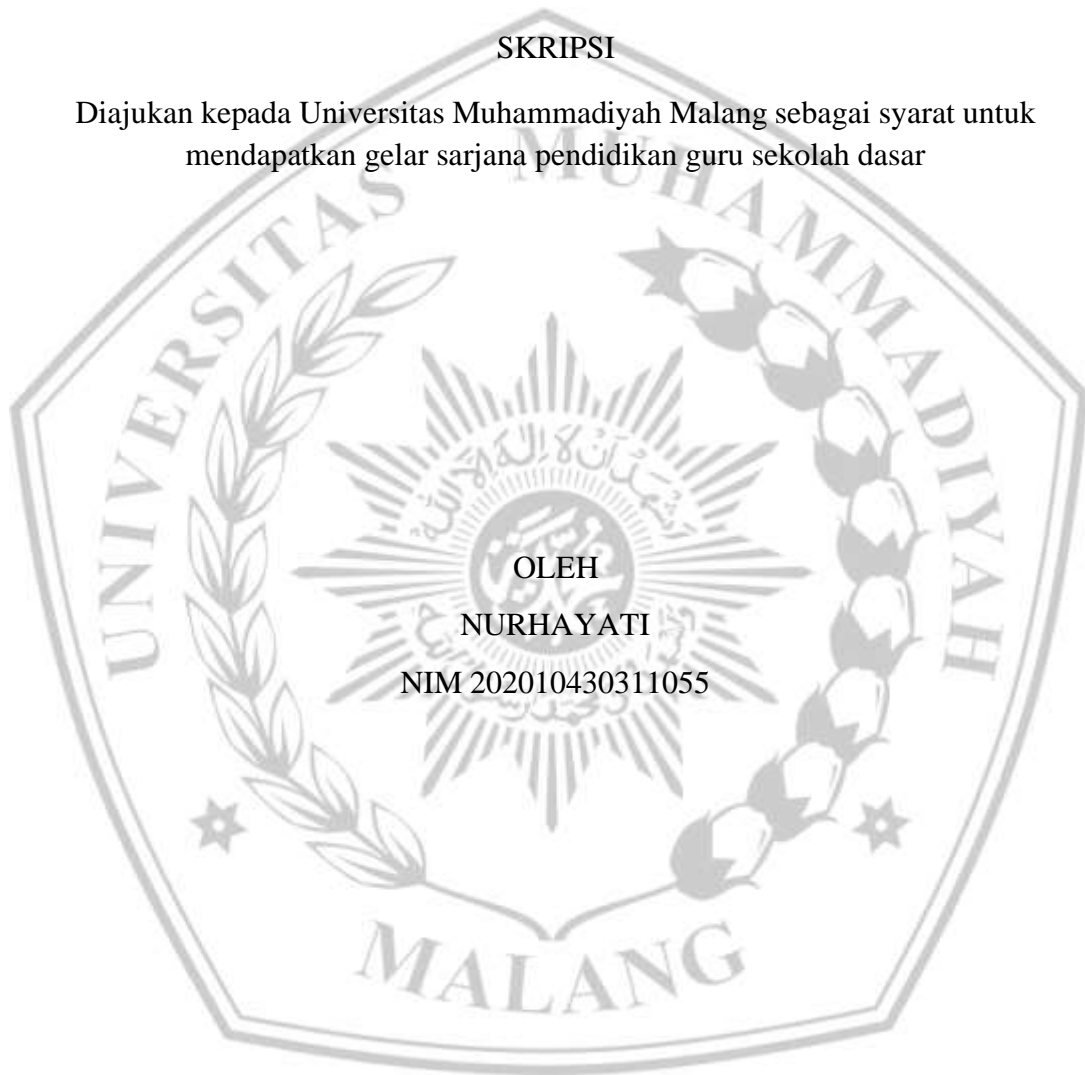 SKRIPSI
Diajukan kepada Universitas Muhammadiyah Malang sebagai syarat untuk
mendapatkan gelar sarjana pendidikan guru sekolah dasar
UNIVERSITAS MUHAMMADIYAH
OLEH
NURHAYATI
NIM 202010430311055
MALANG